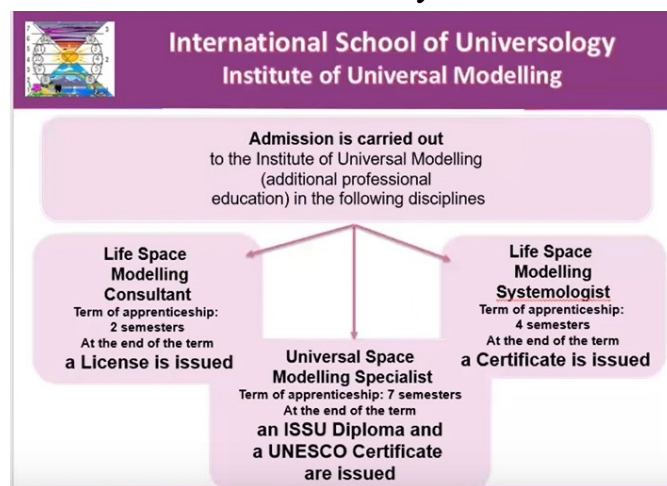 International School of Universology
Institute of Universal Modelling
Admission is carried out
to the Institute of Universal Modelling
(additional professional
education) in the following disciplines
Life Space
Modelling
Consultant
Term of apprenticeship:
2 semesters
At the end of the term
a License is issued
Universal Space
Modelling Specialist
Term of apprenticeship: 7 semesters
At the end of the term
an ISSU Diploma and
a UNESCO Certificate
are issued
Life Space
Modelling
Systemologist
Term of apprenticeship:
4 semesters
At the end of the term
a Certificate is issued